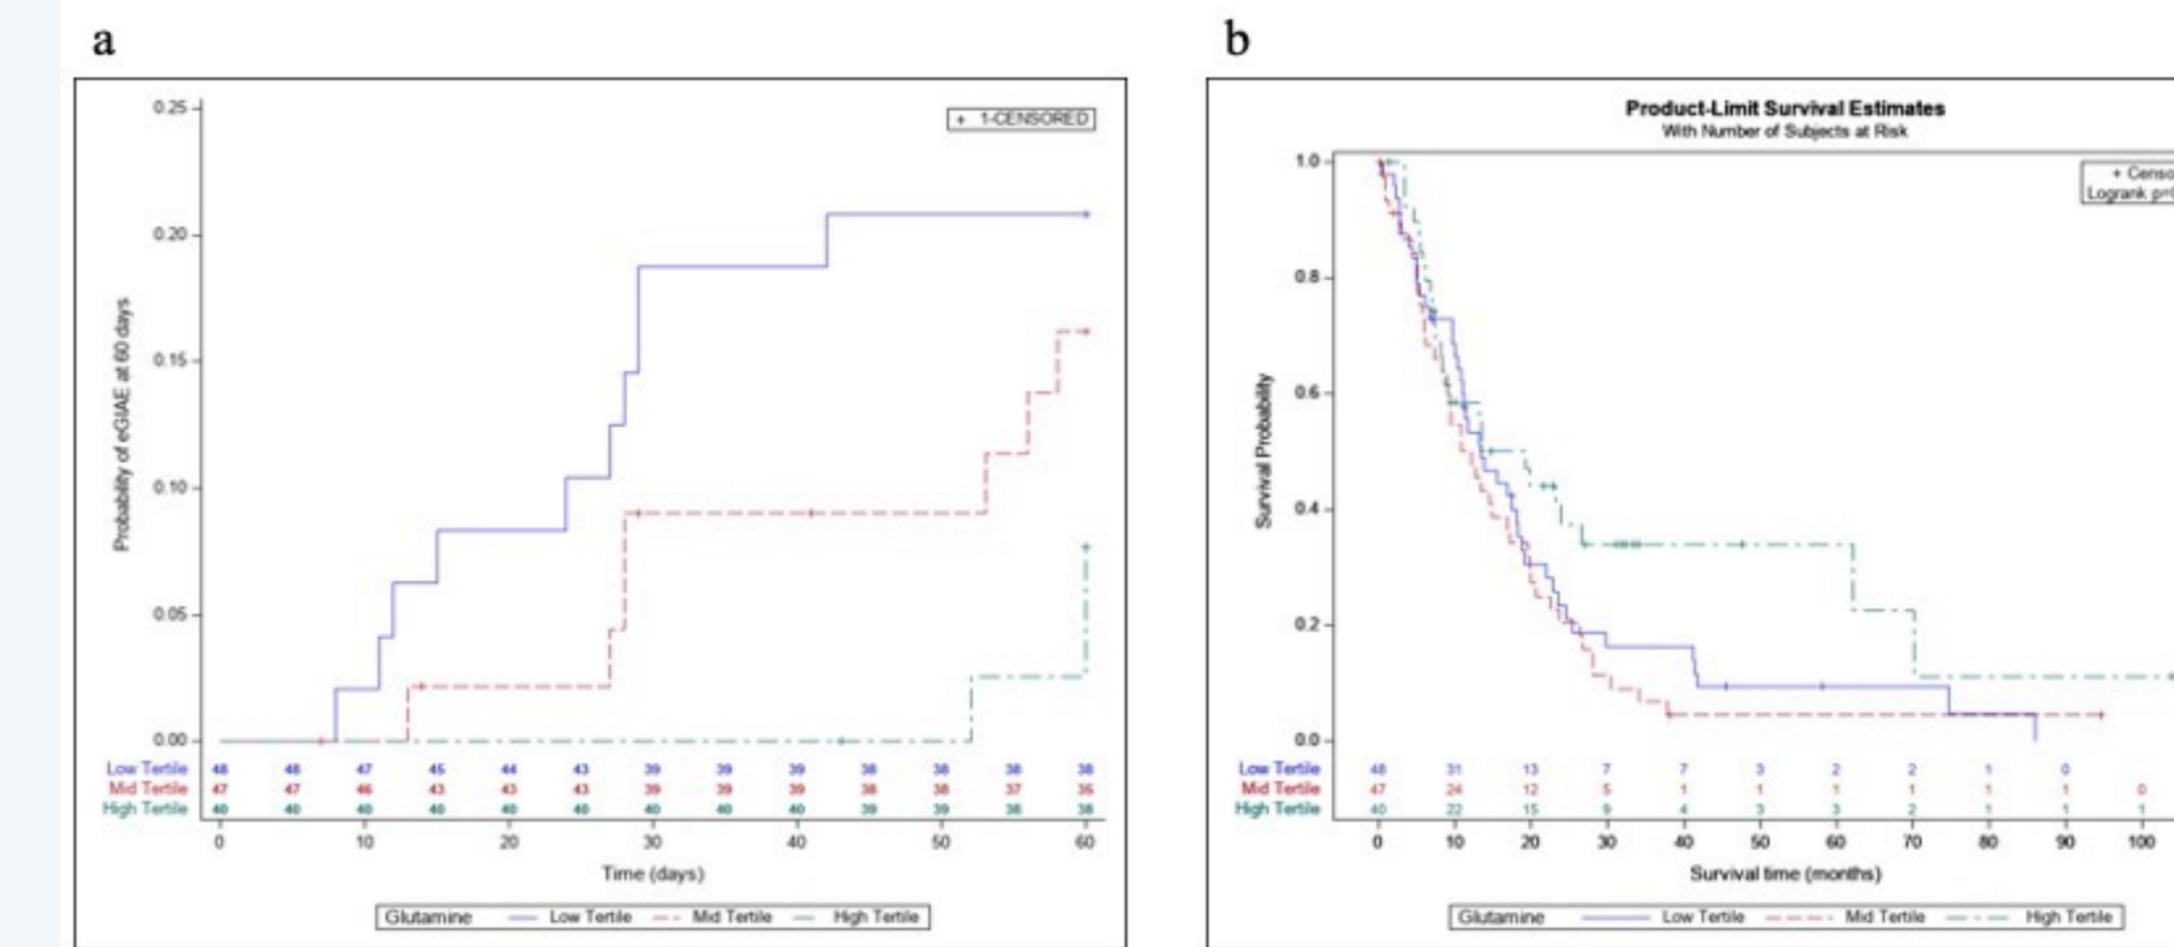 a
0.25
1-CENSORED
0.20
0.15
0.10
0.05
0.00
Probability of eGIAE at 60 days
Low Tertile 48 48 47 45 44 43 39 39 39 38 38 38 38
Mid Tertile 47 47 46 43 43 43 39 39 39 38 38 37 35
High Tertile 40 40 40 40 40 40 40 40 40 39 39 38 38
0 10 20 30 40 50 60
Time (days)
Glutamine Low Tertile Mid Tertile High Tertile
b
Product-Limit Survival Estimates
With Number of Subjects at Risk
+ Censo
Logrank p=
1.0
0.8
0.6
0.4
0.2
0.0
Survival Probability
Low Tertile 48 31 13 7 7 3 2 2 1 0
Mid Tertile 47 24 12 5 1 1 1 1 1 1 0
High Tertile 40 22 15 9 4 3 3 2 1 1 1
0 10 20 30 40 50 60 70 80 90 100
Survival time (months)
Glutamine Low Tertile Mid Tertile High Tertile